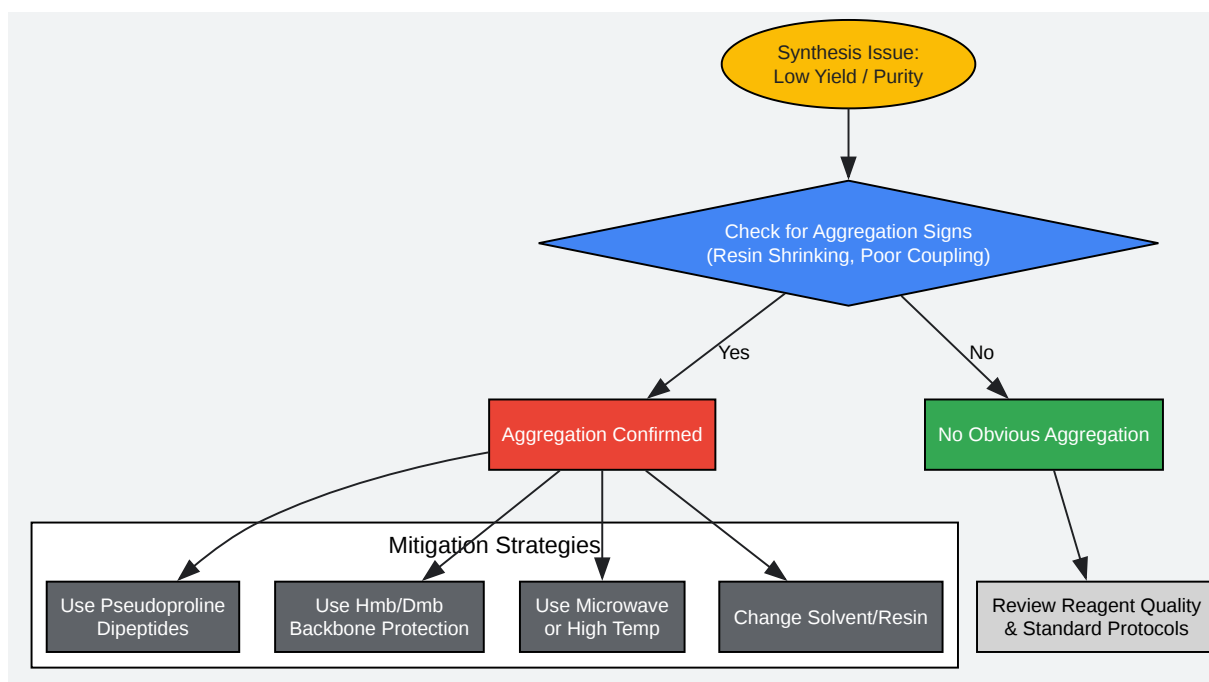 Synthesis Issue:
Low Yield / Purity
Check for Aggregation Signs
(Resin Shrinking, Poor Coupling)
Yes
No
Aggregation Confirmed
No Obvious Aggregation
Mitigation Strategies
Use Pseudoproline
Dipeptides
Use Hmb/Dmb
Backbone Protection
Use Microwave
or High Temp
Change Solvent/Resin
Review Reagent Quality
& Standard Protocols